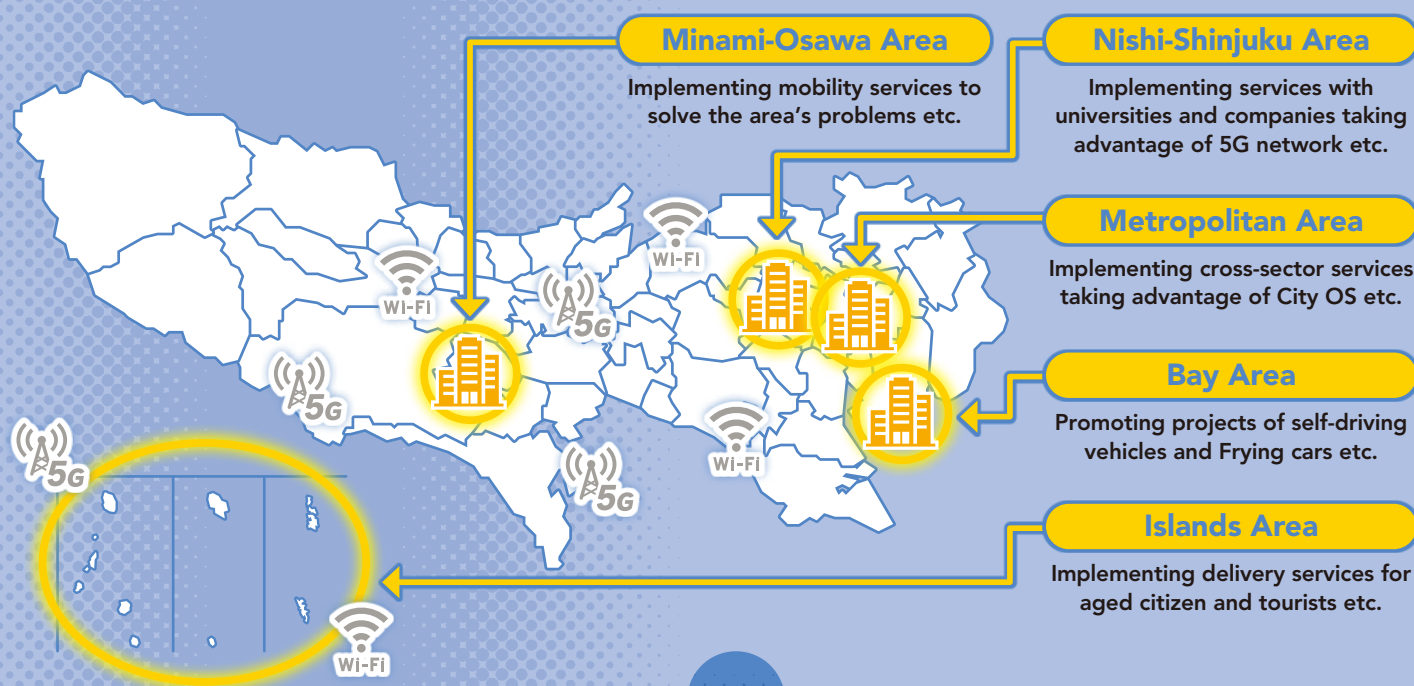 Minami-Osawa Area
Implementing mobility services to
solve the area's problems etc.
Nishi-Shinjuku Area
Implementing services with
universities and companies taking
advantage of 5G network etc.
Metropolitan Area
Implementing cross-sector services
taking advantage of City OS etc.
Bay Area
Promoting projects of self-driving
vehicles and Frying cars etc.
Islands Area
Implementing delivery services for
aged citizen and tourists etc.
Wi-Fi
Wi-Fi
5G
5G
5G
Wi-Fi
5G
Wi-Fi